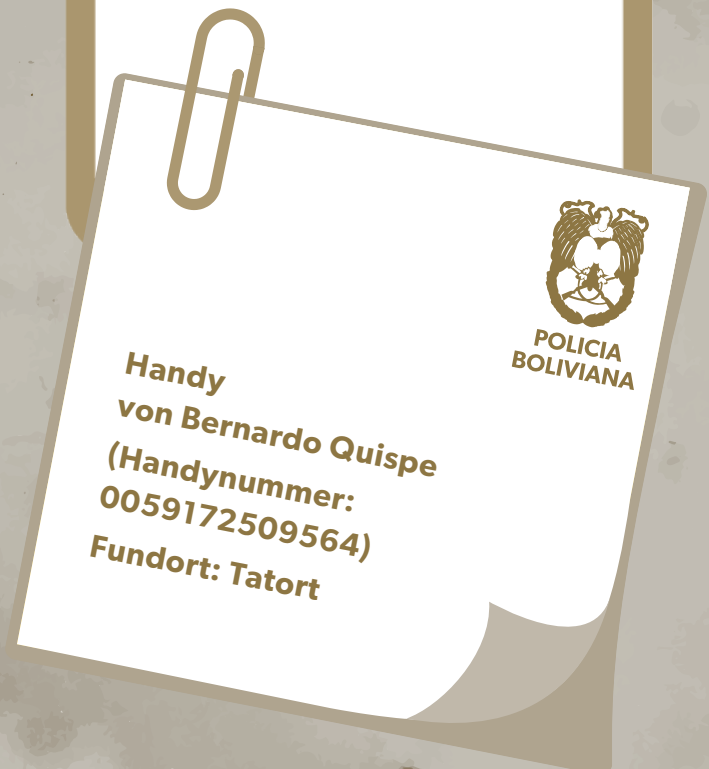 POLICIA
BOLIVIANA
Handy
von Bernardo Quispe
(Handynummer:
0059172509564)
Fundort: Tatort